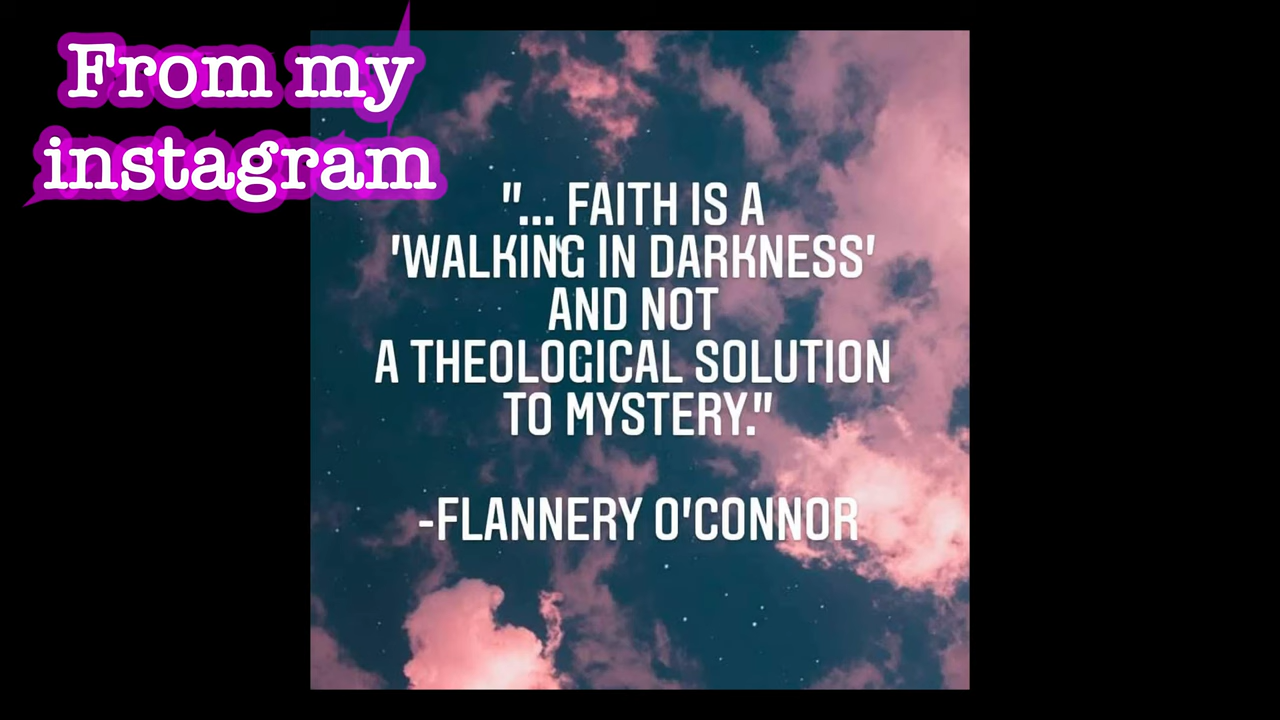 From my
instagram
"... FAITH IS A
'WALKING IN DARKNESS'
AND NOT
A THEOLOGICAL SOLUTION
TO MYSTERY."
-FLANNERY O'CONNOR